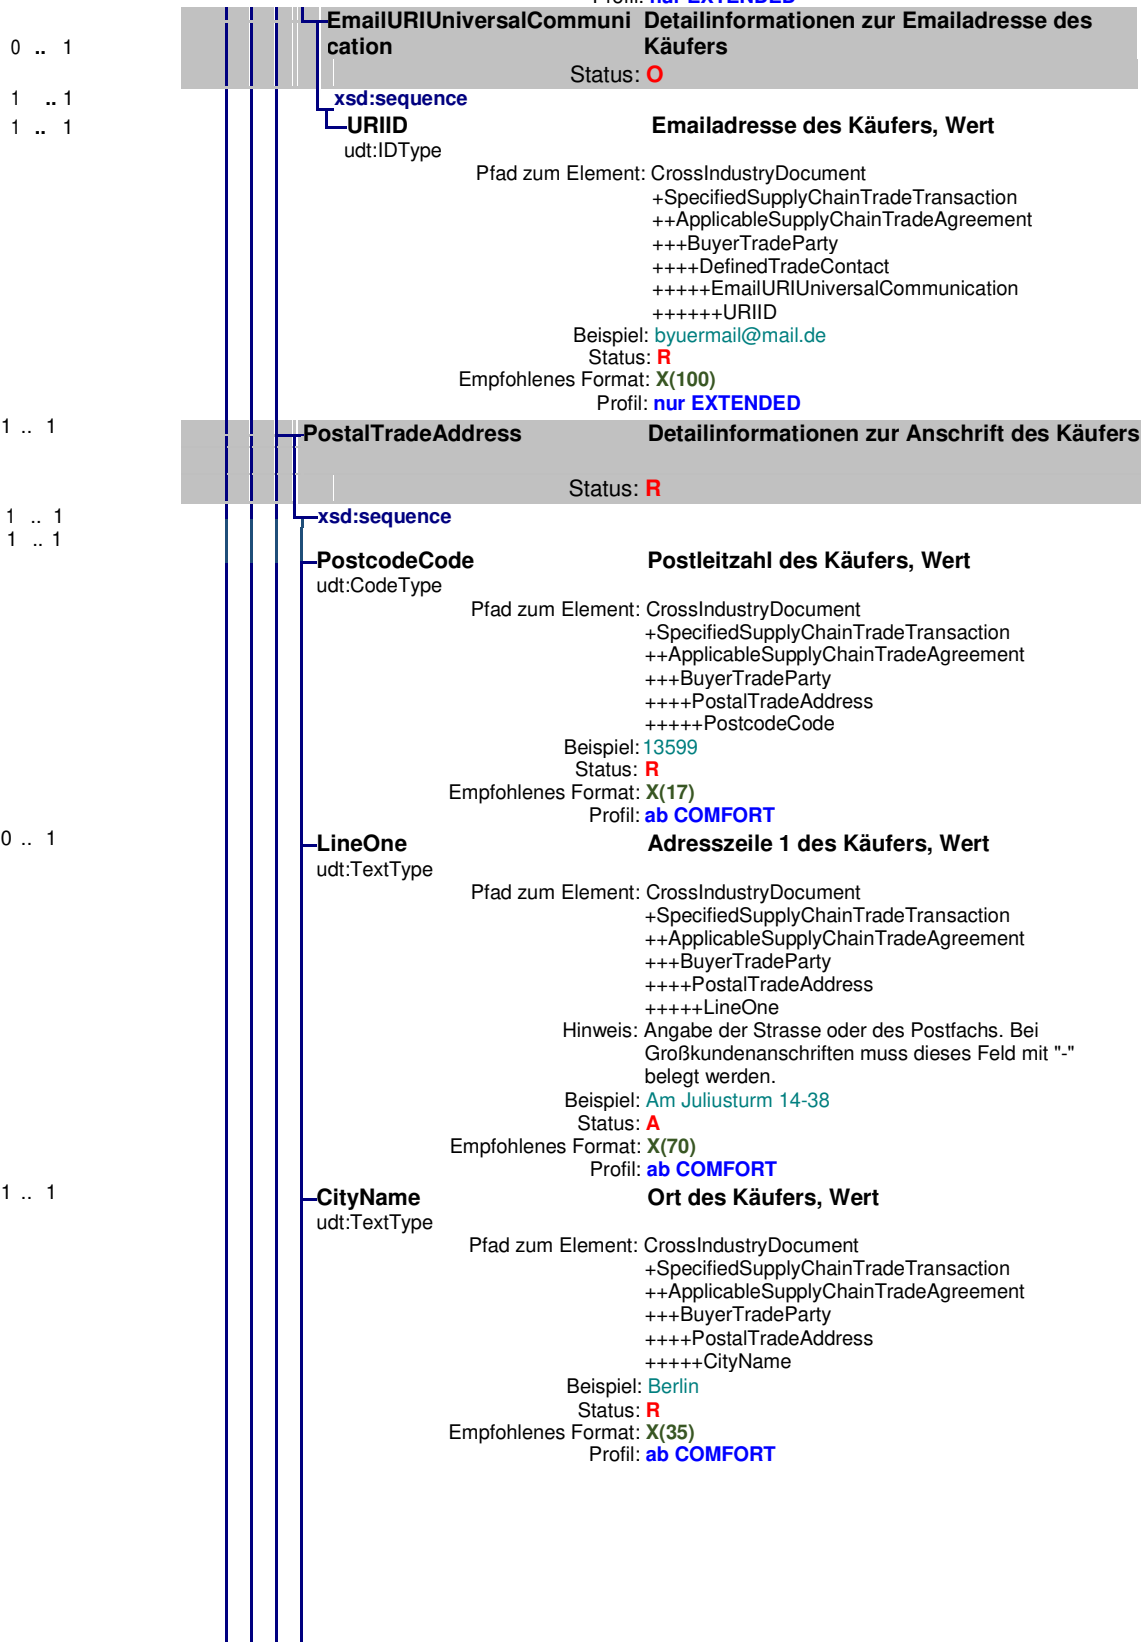 Profil: nur EXTENDED
EmailURIUniversalCommuni Detailinformationen zur Emailadresse des
0 .. 1 cation Käufers
Status: O
1 .. 1 xsd:sequence
1 .. 1 URIID Emailadresse des Käufers, Wert
udt:IDType
Pfad zum Element: CrossIndustryDocument
+SpecifiedSupplyChainTradeTransaction
++ApplicableSupplyChainTradeAgreement
+++BuyerTradeParty
++++DefinedTradeContact
+++++EmailURIUniversalCommunication
++++++URIID
Beispiel: byuermail@mail.de
Status: R
Empfohlenes Format: X(100)
Profil: nur EXTENDED
1 .. 1 PostalTradeAddress Detailinformationen zur Anschrift des Käufers
Status: R
1 .. 1 xsd:sequence
1 .. 1
PostcodeCode Postleitzahl des Käufers, Wert
udt:CodeType
Pfad zum Element: CrossIndustryDocument
+SpecifiedSupplyChainTradeTransaction
++ApplicableSupplyChainTradeAgreement
+++BuyerTradeParty
++++PostalTradeAddress
+++++PostcodeCode
Beispiel: 13599
Status: R
Empfohlenes Format: X(17)
Profil: ab COMFORT
0 .. 1 LineOne Adresszeile 1 des Käufers, Wert
udt:TextType
Pfad zum Element: CrossIndustryDocument
+SpecifiedSupplyChainTradeTransaction
++ApplicableSupplyChainTradeAgreement
+++BuyerTradeParty
++++PostalTradeAddress
+++++LineOne
Hinweis: Angabe der Strasse oder des Postfachs. Bei
Großkundenanschriften muss dieses Feld mit "-"
belegt werden.
Beispiel: Am Juliusturm 14-38
Status: A
Empfohlenes Format: X(70)
Profil: ab COMFORT
1 .. 1 CityName Ort des Käufers, Wert
udt:TextType
Pfad zum Element: CrossIndustryDocument
+SpecifiedSupplyChainTradeTransaction
++ApplicableSupplyChainTradeAgreement
+++BuyerTradeParty
++++PostalTradeAddress
+++++CityName
Beispiel: Berlin
Status: R
Empfohlenes Format: X(35)
Profil: ab COMFORT